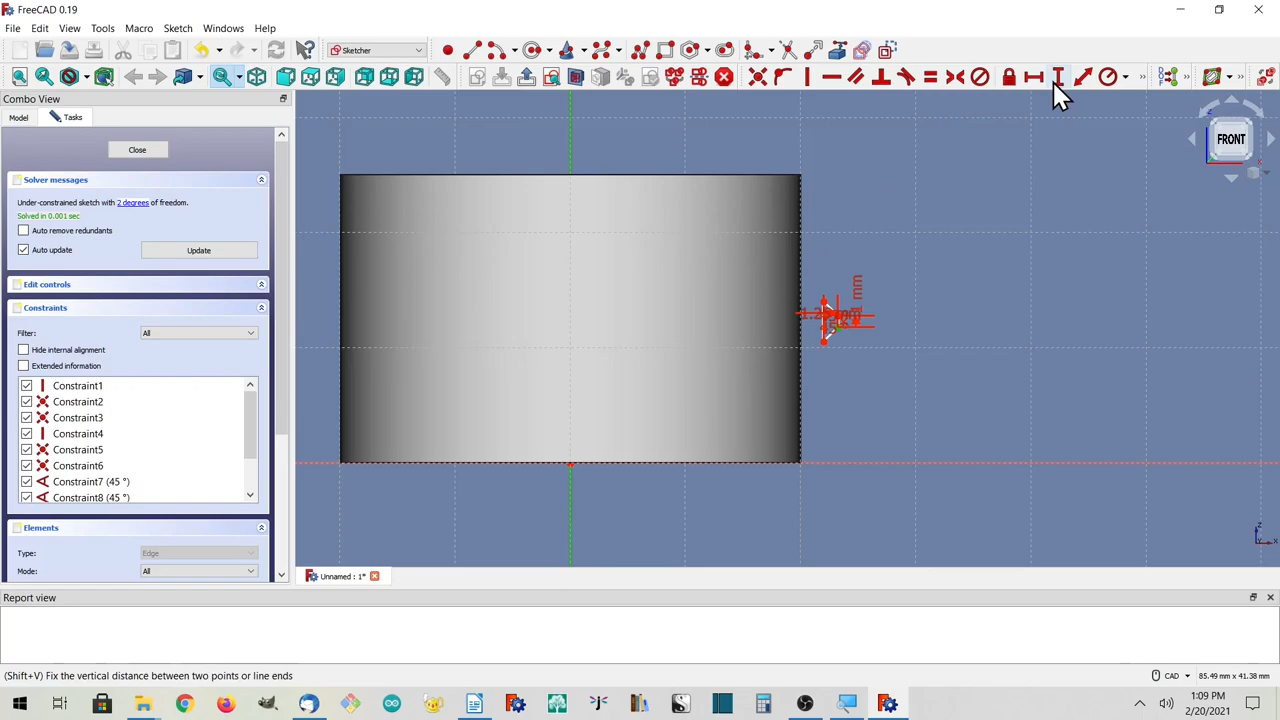 FreeCAD 0.19
File Edit View Tools Macro Sketch Windows Help
Sketcher
Combo View
Model Tasks
Close
Solver messages
Under-constrained sketch with 2 degrees of freedom.
Solved in 0.001 sec
Auto remove redundants
Auto update
Update
Edit controls
Constraints
Filter:
All
Hide internal alignment
Extended information
Constraint1
Constraint2
Constraint3
Constraint4
Constraint5
Constraint6
Constraint7 (45 °)
Constraint8 (45 °)
Elements
Type:
Edge
Mode:
All
mm
FRONT
Unnamed : 1*
Report view
(Shift+V) Fix the vertical distance between two points or line ends
CAD
85.49 mm x 41.38 mm
1:09 PM
2/20/2021